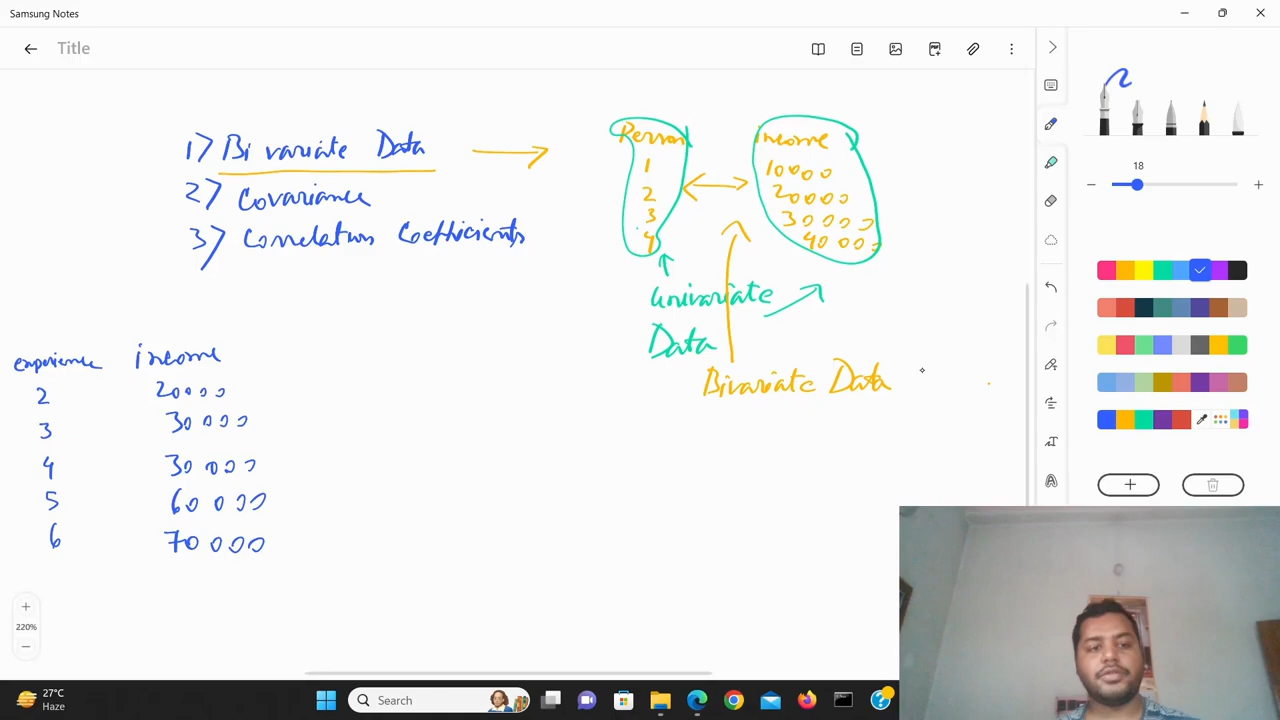 Samsung Notes
Title
1) Bivariate Data
2) Covariance
3) Correlation Coefficients
Person income
1 10000
2 20000
3 30000
4 40000
Univariate
Data
Bivariate Data
experience income
2 20000
3 30000
4 30000
5 60000
6 70000
18
220%
27°C
Haze
Search